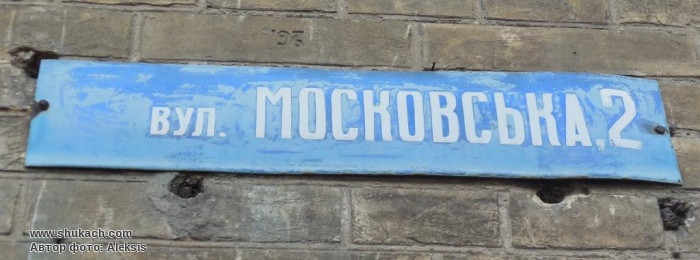 вул. МОСКОВСЬКА, 2
www.shukach.com
Автор фото: Aleksis